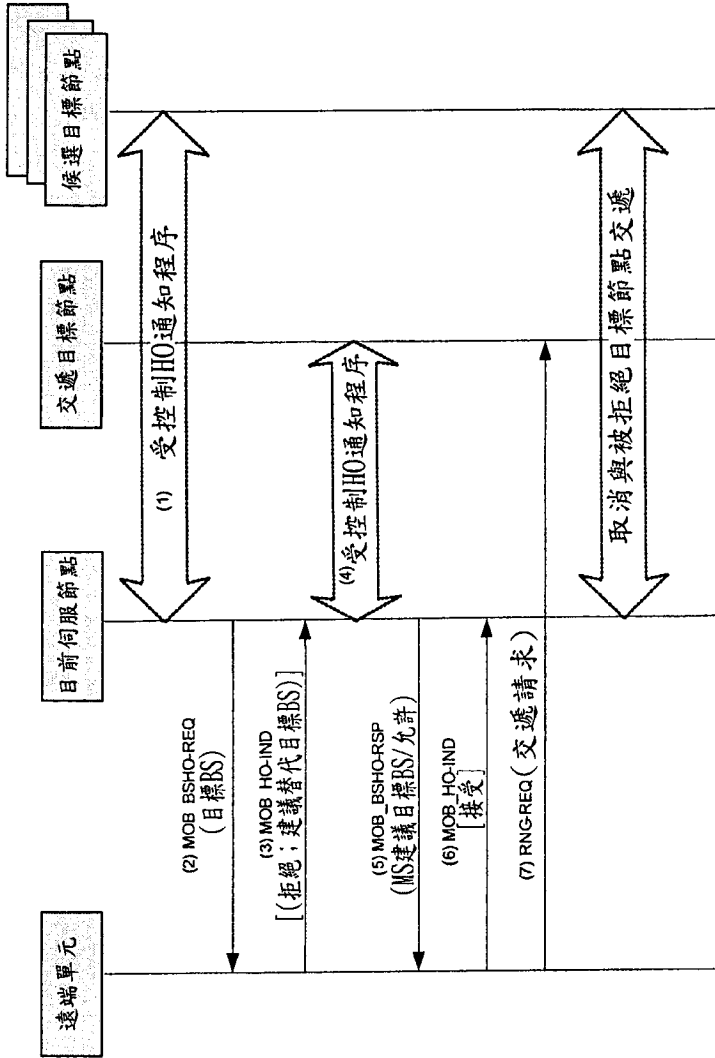 遠端單元
目前伺服節點
交遞目標節點
候選目標節點
(1) 受控制HO通知程序
(2) MOB BSHO-REQ
(目標BS)
(3) MOB HO-IND
[(拒絕；建議替代目標BS)]
(4)受控制HO通知程序
(5) MOB_BSHO-RSP
(MS建議目標BS/允許)
(6) MOB_HO-IND
[接受]
(7) RNG-REQ(交遞請求)
取消與被拒絕目標節點交遞